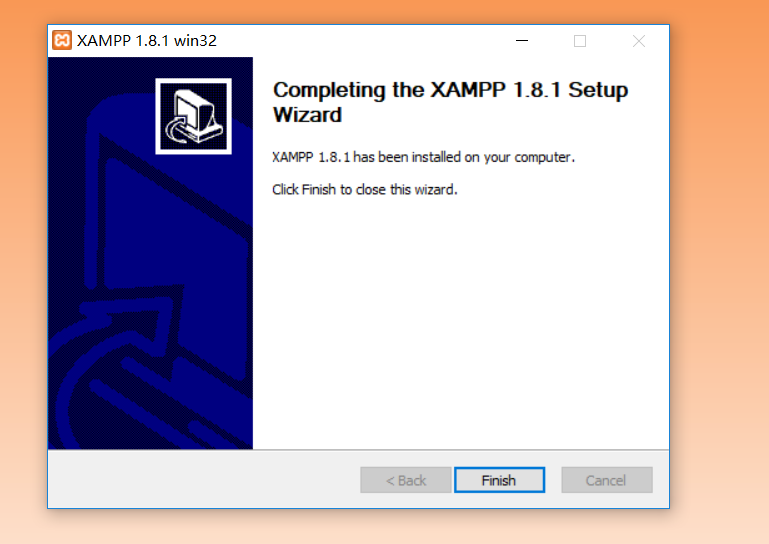 XAMPP 1.8.1 win32
Completing the XAMPP 1.8.1 Setup
Wizard
XAMPP 1.8.1 has been installed on your computer.
Click Finish to close this wizard.
< Back
Finish
Cancel